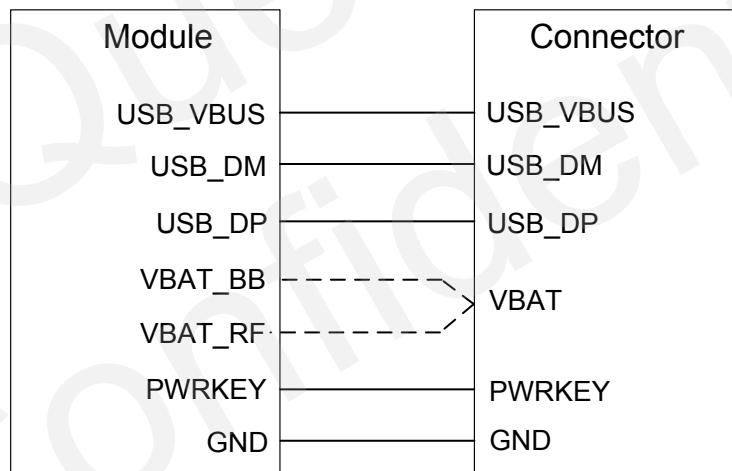 Module
Connector
USB_VBUS
USB_VBUS
USB_DM
USB_DM
USB_DP
USB_DP
VBAT_BB
VBAT
VBAT_RF
PWRKEY
PWRKEY
GND
GND